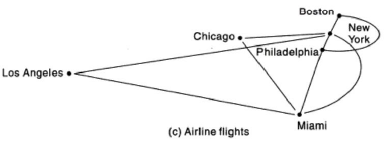 Boston
New
York
Chicago
Philadelphia
Los Angeles
Miami
(c) Airline flights